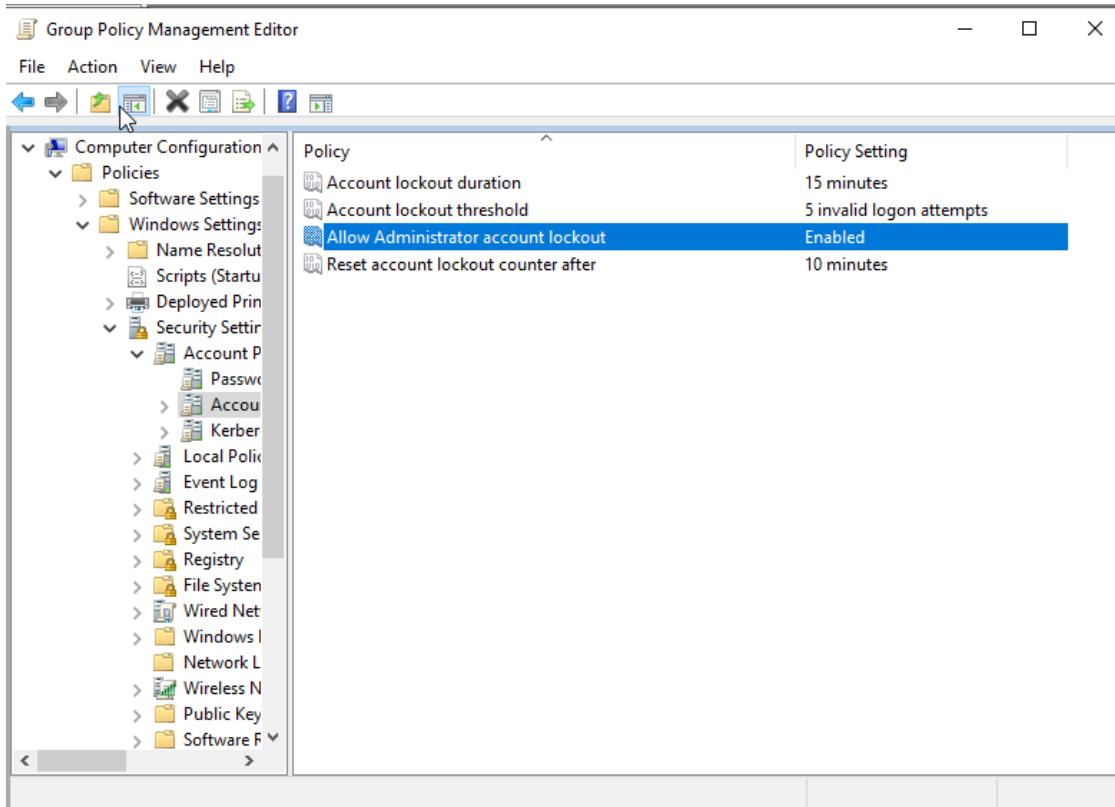 Group Policy Management Editor
File Action View Help
Computer Configuration
Policies
Software Settings
Windows Settings
Name Resolut
Scripts (Startu
Deployed Prin
Security Settin
Account P
Passwo
Accou
Kerber
Local Polic
Event Log
Restricted
System Se
Registry
File System
Wired Net
Windows
Network L
Wireless N
Public Key
Software R
Policy Policy Setting
Account lockout duration 15 minutes
Account lockout threshold 5 invalid logon attempts
Allow Administrator account lockout Enabled
Reset account lockout counter after 10 minutes